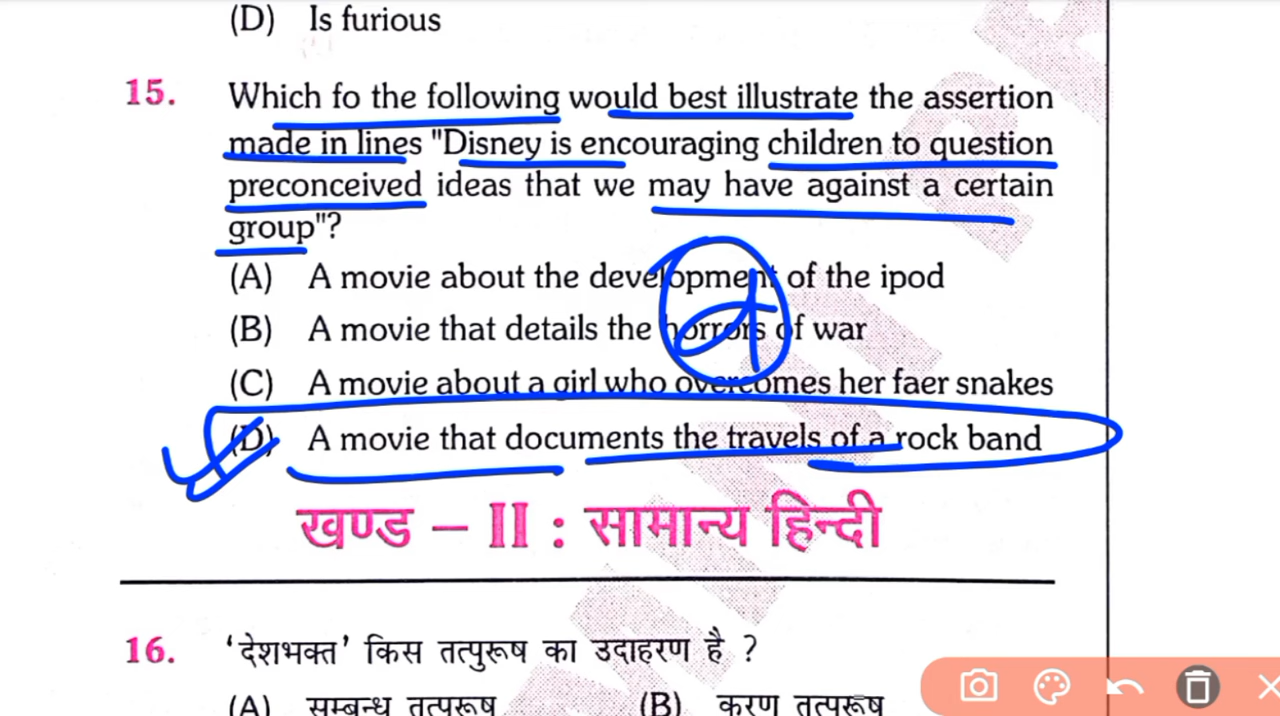 (D) Is furious
15. Which fo the following would best illustrate the assertion
made in lines "Disney is encouraging children to question
preconceived ideas that we may have against a certain
group"?
(A) A movie about the development of the ipod
(B) A movie that details the horrors of war
(C) A movie about a girl who overcomes her faer snakes
(D) A movie that documents the travels of a rock band
d
खण्ड – II : सामान्य हिन्दी
16. ‘देशभक्त’ किस तत्पुरूष का उदाहरण है ?
(A) सम्बन्ध तत्पुरूष (B) करण तत्पुरूष